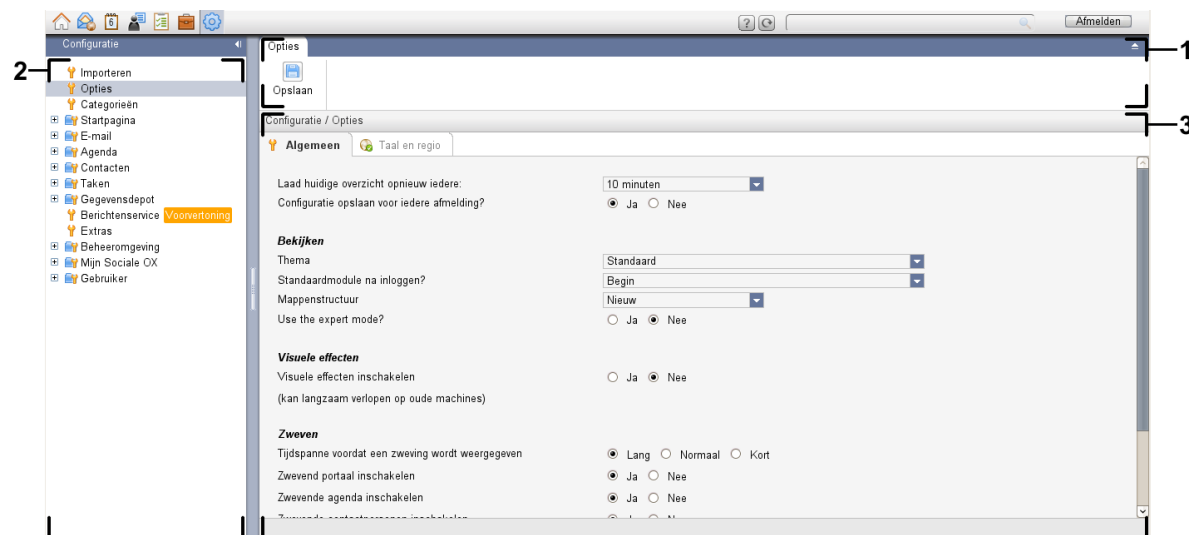 6
?
Afmelden
Configuratie
Opties
1
2
Importeren
Opties
Categorieën
Startpagina
E-mail
Agenda
Contacten
Taken
Gegevensdepot
Berichtenservice Voorvertoning
Extras
Beheeromgeving
Mijn Sociale OX
Gebruiker
Opslaan
Configuratie / Opties
3
Algemeen
Taal en regio
Laad huidige overzicht opnieuw iedere: 10 minuten
Configuratie opslaan voor iedere afmelding? Ja Nee
Bekijken
Thema Standaard
Standaardmodule na inloggen? Begin
Mappenstructuur Nieuw
Use the expert mode? Ja Nee
Visuele effecten
Visuele effecten inschakelen Ja Nee
(kan langzaam verlopen op oude machines)
Zweven
Tijdspanne voordat een zweving wordt weergegeven Lang Normaal Kort
Zwevend portaal inschakelen Ja Nee
Zwevende agenda inschakelen Ja Nee